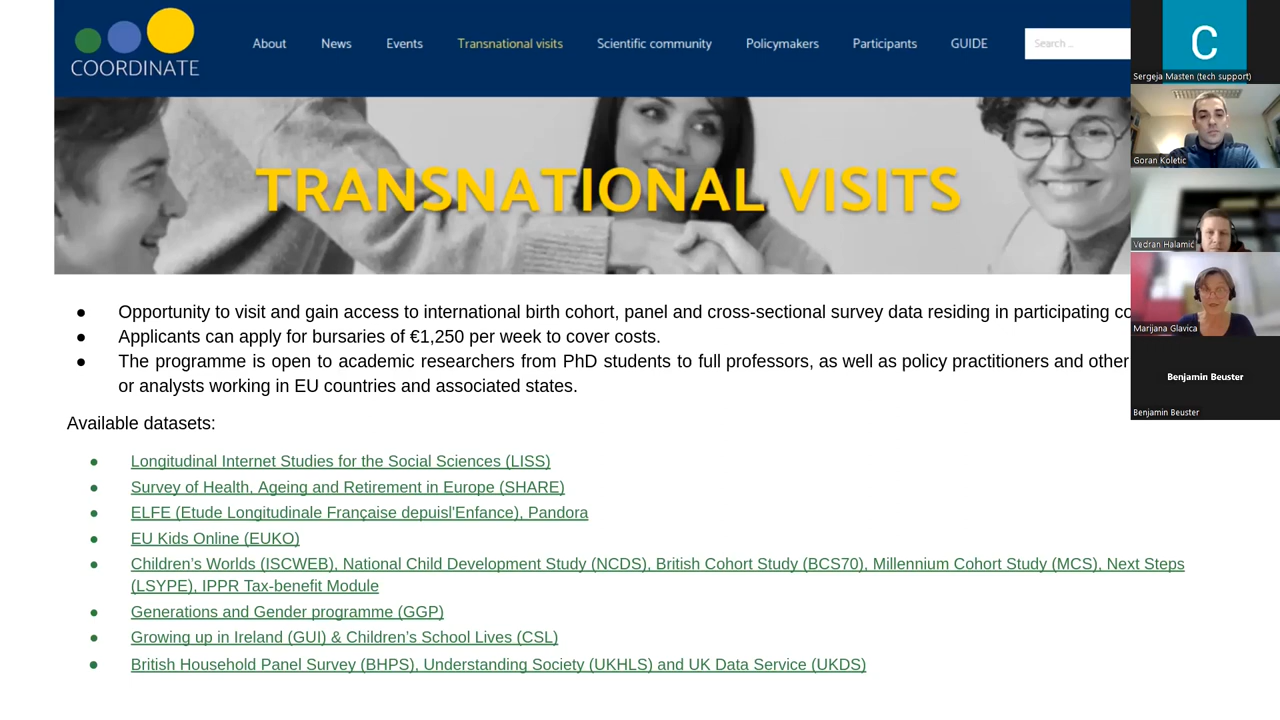 COORDINATE
About News Events Transnational visits Scientific community Policymakers Participants GUIDE Search ..
TRANSNATIONAL VISITS
● Opportunity to visit and gain access to international birth cohort, panel and cross-sectional survey data residing in participating co
● Applicants can apply for bursaries of €1,250 per week to cover costs.
● The programme is open to academic researchers from PhD students to full professors, as well as policy practitioners and other
or analysts working in EU countries and associated states.
Available datasets:
● Longitudinal Internet Studies for the Social Sciences (LISS)
● Survey of Health, Ageing and Retirement in Europe (SHARE)
● ELFE (Etude Longitudinale Française depuisl'Enfance), Pandora
● EU Kids Online (EUKO)
● Children's Worlds (ISCWEB), National Child Development Study (NCDS), British Cohort Study (BCS70), Millennium Cohort Study (MCS), Next Steps
(LSYPE), IPPR Tax-benefit Module
● Generations and Gender programme (GGP)
● Growing up in Ireland (GUI) & Children's School Lives (CSL)
● British Household Panel Survey (BHPS), Understanding Society (UKHLS) and UK Data Service (UKDS)
C
Sergeja Masten (tech support)
Goran Koletic
Vedran Halamić
Marijana Glavica
Benjamin Beuster
Benjamin Beuster